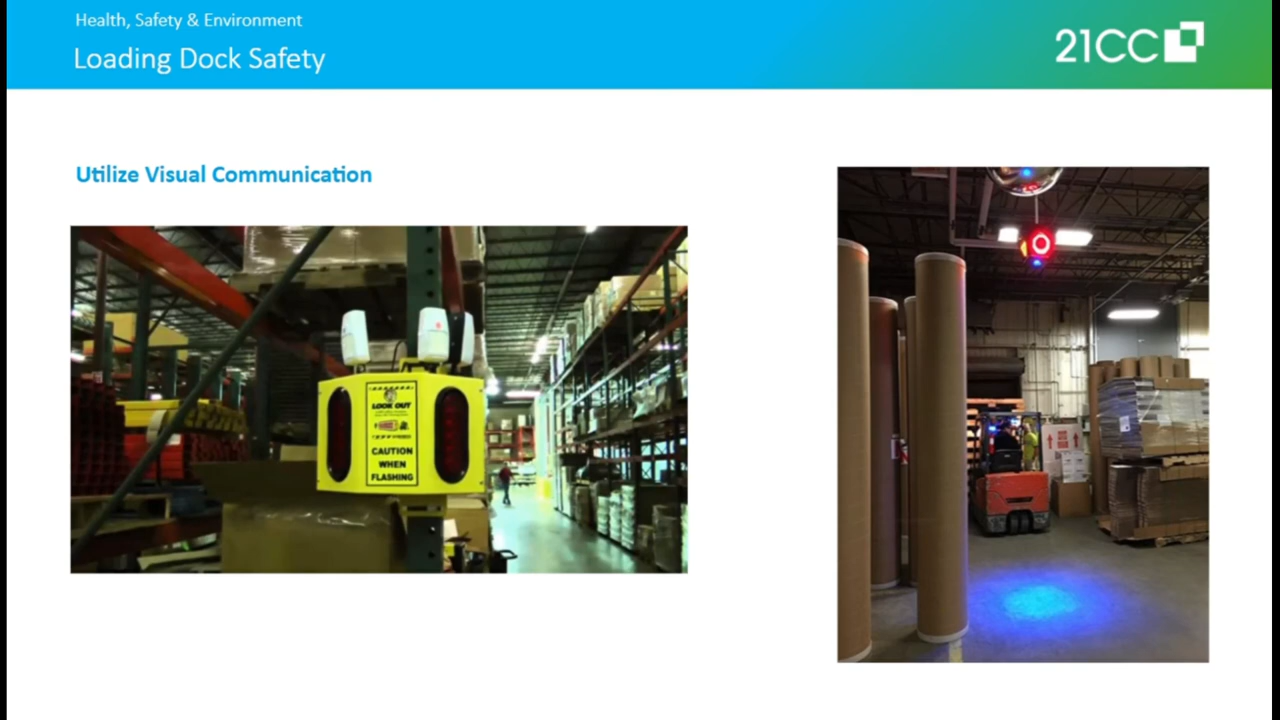 Health, Safety & Environment
Loading Dock Safety
21CC
Utilize Visual Communication
LOOK OUT
CAUTION
WHEN
FLASHING